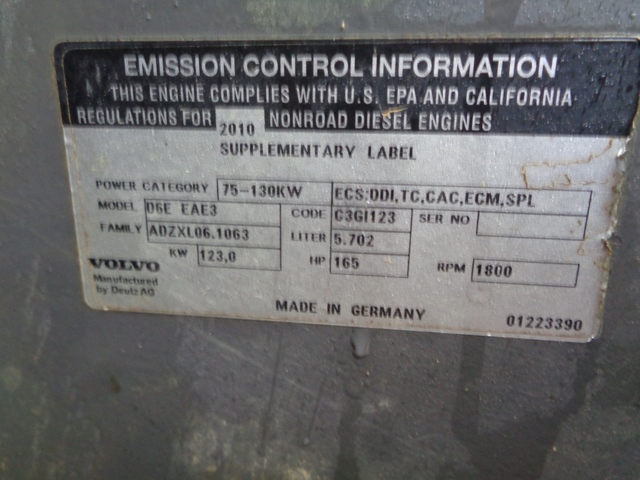 EMISSION CONTROL INFORMATION
THIS ENGINE COMPLIES WITH U.S. EPA AND CALIFORNIA
REGULATIONS FOR 2010 NONROAD DIESEL ENGINES
SUPPLEMENTARY LABEL
POWER CATEGORY 75-130KW ECS:DDI,TC,CAC,ECM,SPL
MODEL D6E EAE3 CODE C3GI123 SER NO
FAMILY ADZXL06.1063 LITER 5.702
KW 123,0 HP 165 RPM 1800
VOLVO
Manufactured
by Deutz AG
MADE IN GERMANY
01223390